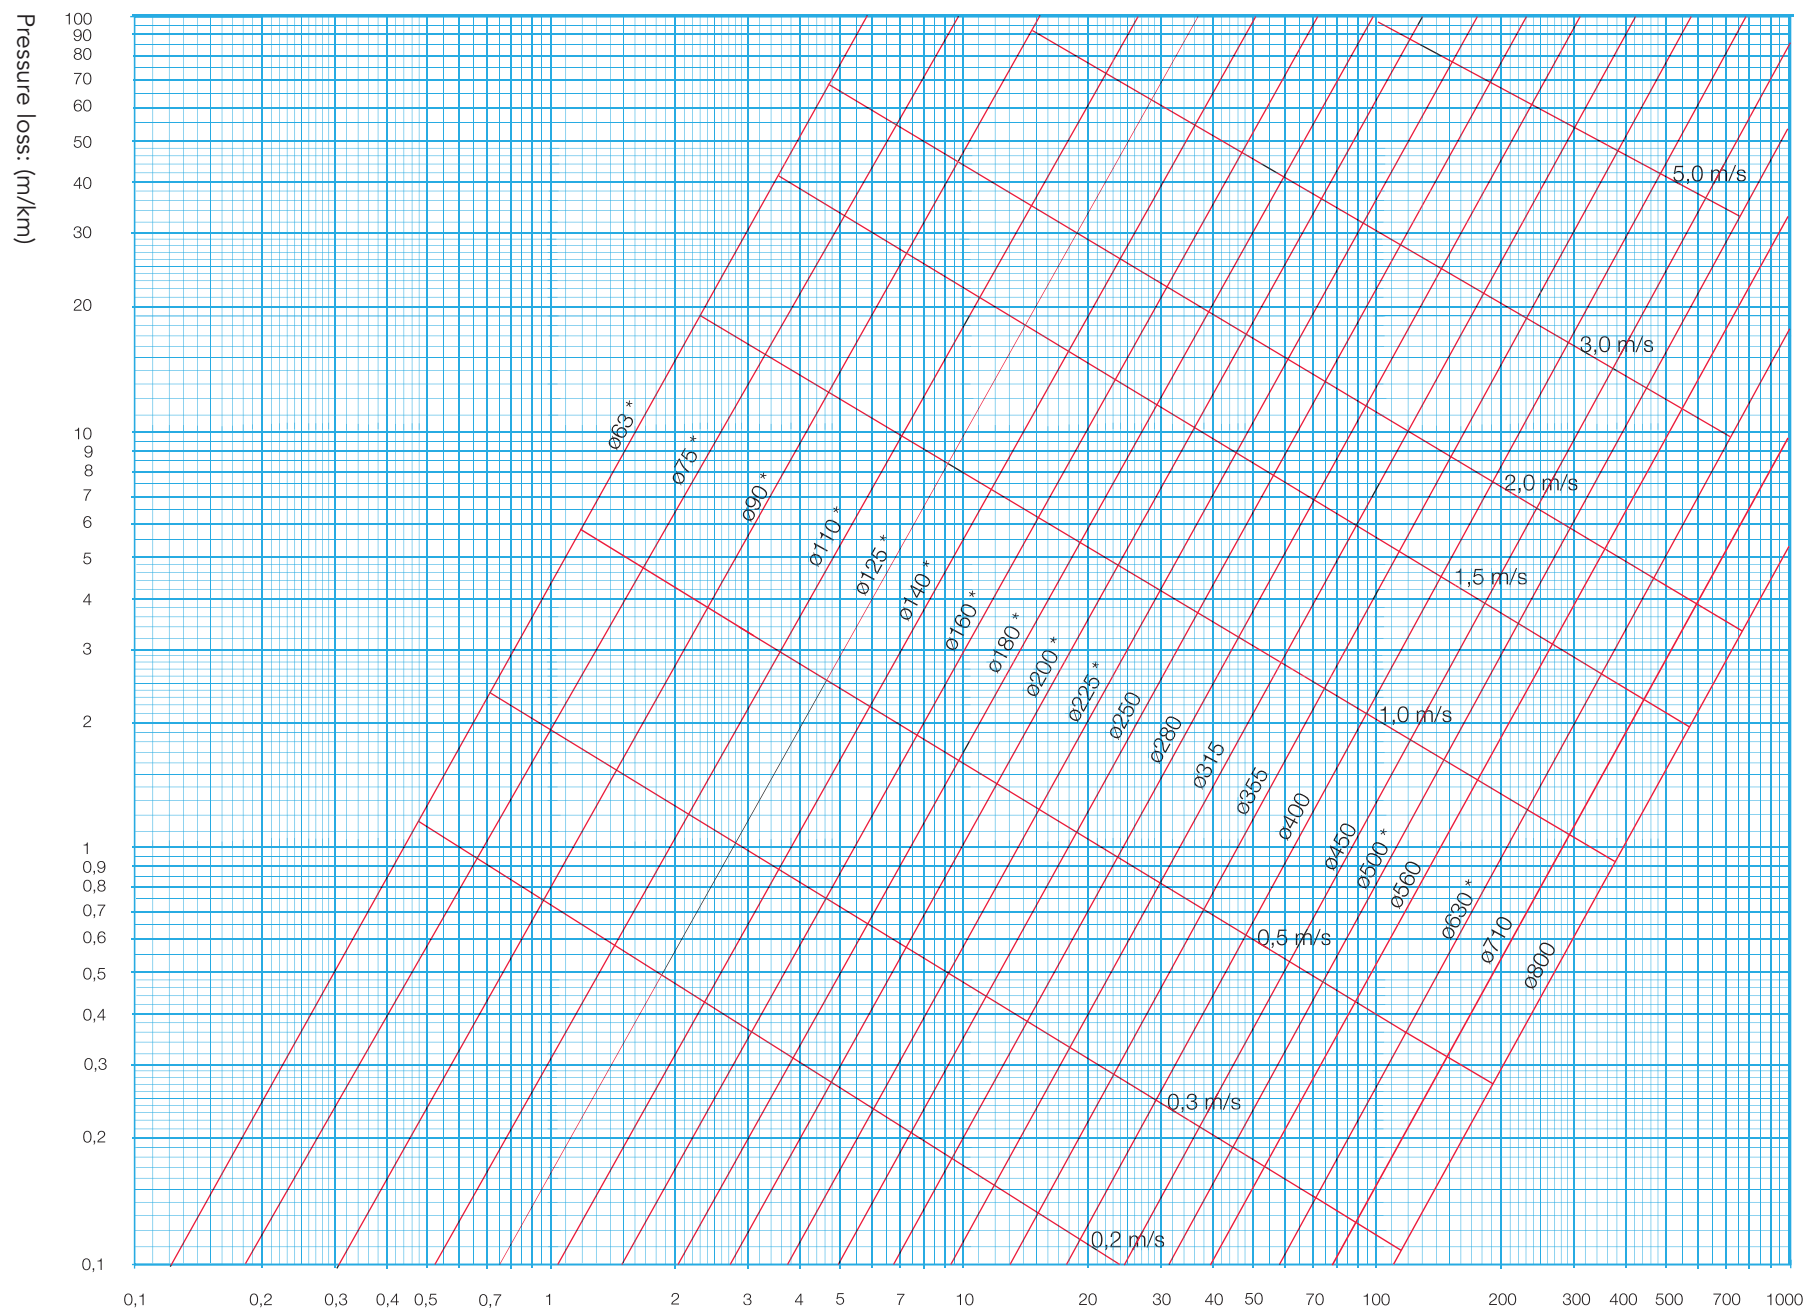 Pressure loss: (m/km)
100
90
80
70
60
50
40
30
20
10
9
8
7
6
5
4
3
2
1
0,9
0,8
0,7
0,6
0,5
0,4
0,3
0,2
0,1
5,0 m/s
3,0 m/s
2,0 m/s
1,5 m/s
1,0 m/s
0,5 m/s
0,3 m/s
0,2 m/s
ø63 *
ø75 *
ø90 *
ø110 *
ø125 *
ø140 *
ø160 *
ø180 *
ø200 *
ø225 *
ø250
ø280
ø315
ø355
ø400
ø450
ø500 *
ø560
ø630 *
ø710
ø800
0,1 0,2 0,3 0,4 0,5 0,7 1 2 3 4 5 7 10 20 30 40 50 70 100 200 300 400 500 700 1000